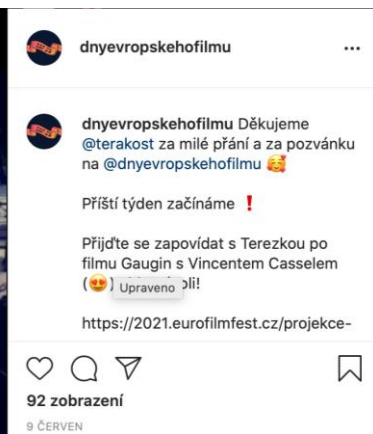 dnyevropskehofilmu
dnyevropskehofilmu Děkujeme
@terakost za milé přání a za pozvánku
na @dnyevropskehofilmu 🥰
Příští týden začínáme ❗
Přijďte se zapovídat s Terezkou po
filmu Gaugin s Vincentem Casselem
(😍)
Upraveno
https://2021.eurofilmfest.cz/projekce-
92 zobrazení
9 ČERVEN